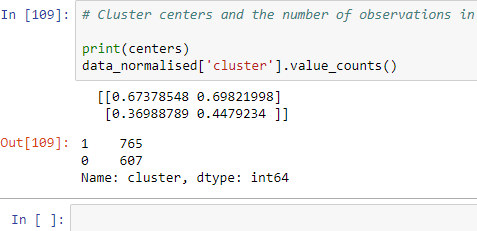 In [109]: # Cluster centers and the number of observations in
print(centers)
data_normalised['cluster'].value_counts()
[[0.67378548 0.69821998]
[0.36988789 0.4479234 ]]
Out[109]: 1    765
0    607
Name: cluster, dtype: int64
In [ ]: